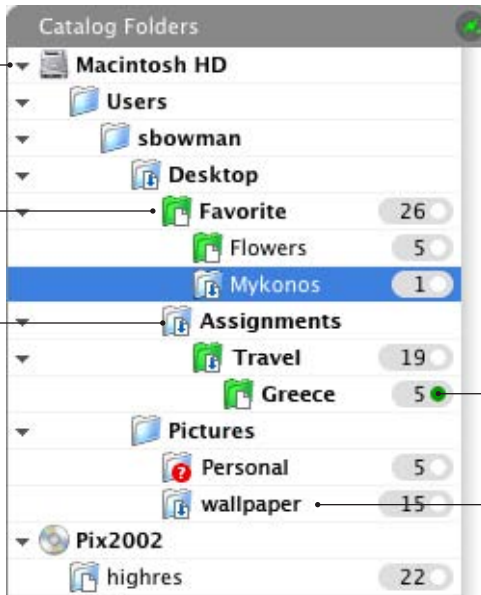 Catalog Folders
Macintosh HD
Users
sbowman
Desktop
Favorite 26
Flowers 5
Mykonos 1
Assignments
Travel 19
Greece 5
Pictures
? Personal 5
wallpaper 15
Pix2002
highres 22